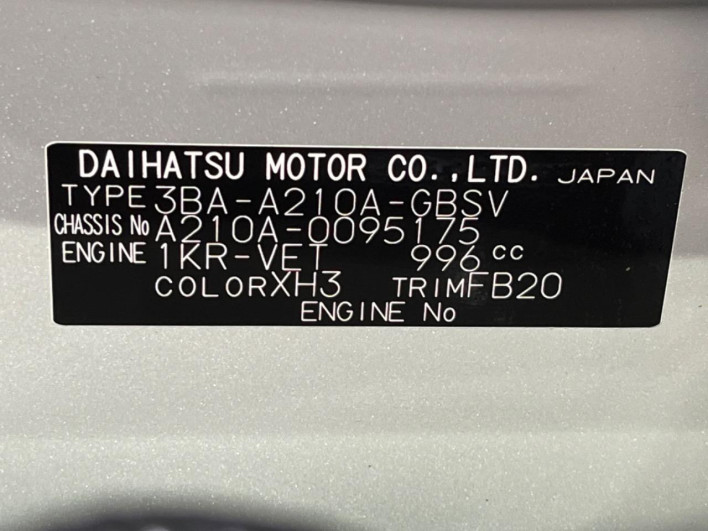 DAIHATSU MOTOR CO.,LTD. JAPAN
TYPE 3BA-A210A-GBSV
CHASSIS No A210A-0095175
ENGINE 1KR-VET 996 cc
COLOR XH3 TRIM FB20
ENGINE No